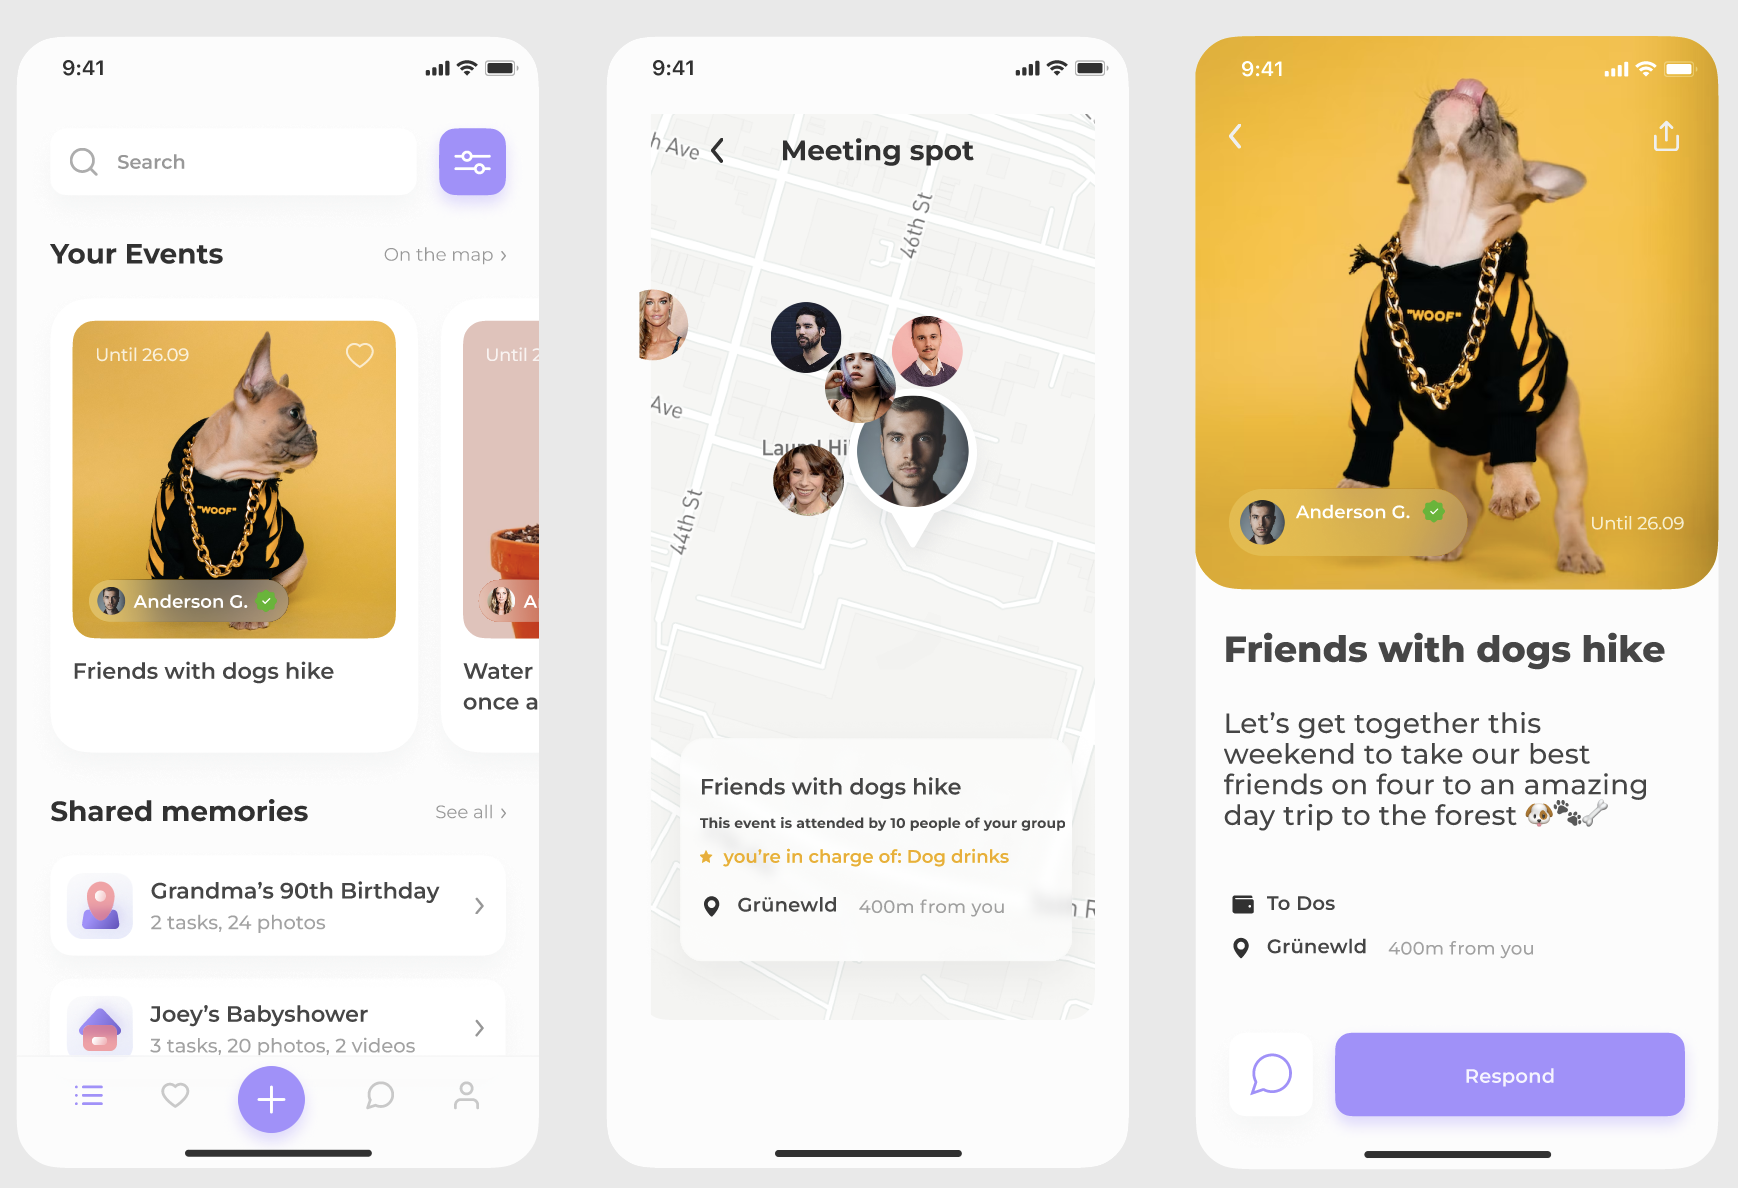 9:41
Search
Your Events
On the map ›
Until 26.09
"WOOF"
Anderson G.
Friends with dogs hike
Until 2
A
Water
once a
Shared memories
See all ›
Grandma's 90th Birthday
2 tasks, 24 photos
Joey's Babyshower
3 tasks, 20 photos, 2 videos
9:41
h Ave
Meeting spot
46th St
Ave
Laurel Hi
44th St
Friends with dogs hike
This event is attended by 10 people of your group
you're in charge of: Dog drinks
Grünewld 400m from you
n R
9:41
"WOOF"
Anderson G.
Until 26.09
Friends with dogs hike
Let's get together this
weekend to take our best
friends on four to an amazing
day trip to the forest 🐶🐾🦴
To Dos
Grünewld 400m from you
Respond